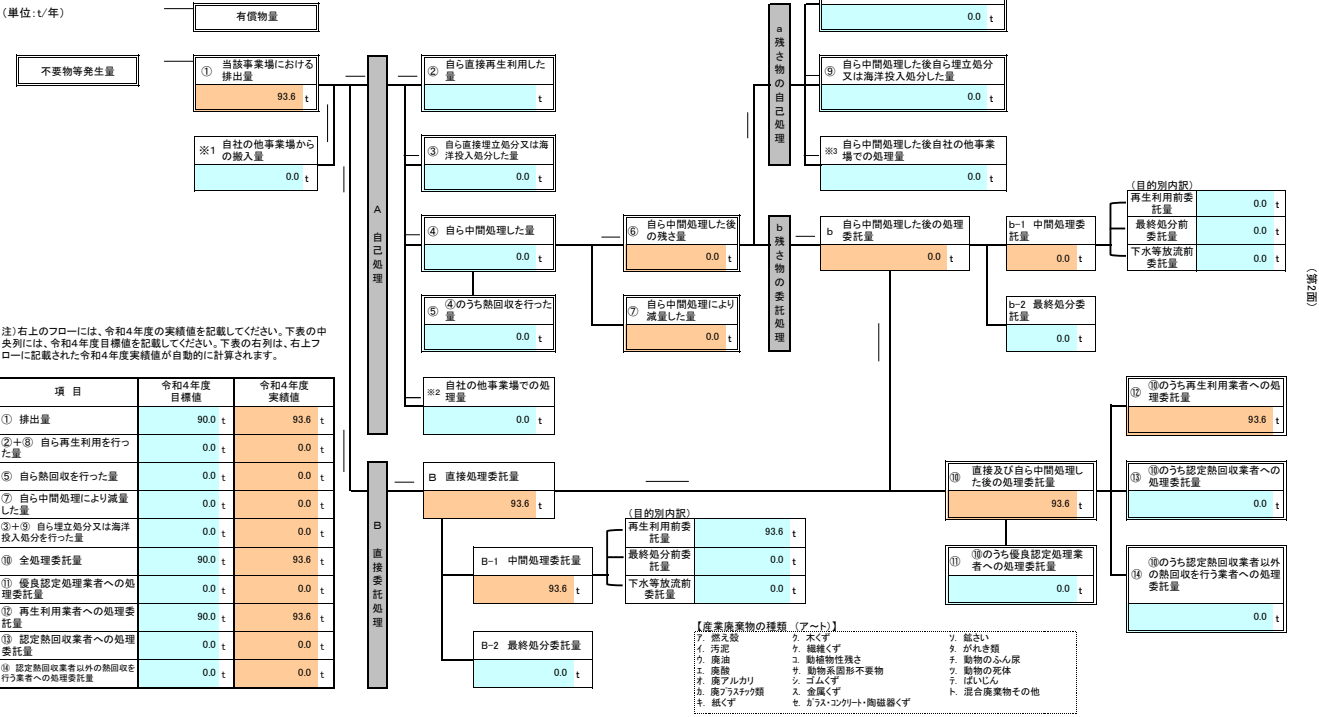 (単位:t/年)
有償物量
不要物等発生量
① 当該事業場における
排出量
93.6 t
※1 自社の他事業場から
の搬入量
0.0 t
A 自己処理
② 自ら直接再生利用した
量
t
③ 自ら直接埋立処分又は海
洋投入処分した量
0.0 t
④ 自ら中間処理した量
0.0 t
⑤ ④のうち熱回収を行った
量
0.0 t
※2 自社の他事業場での処
理量
0.0 t
⑥ 自ら中間処理した後
の残さ量
0.0 t
⑦ 自ら中間処理により
減量した量
0.0 t
a 残さ物の自己処理
0.0 t
⑨ 自ら中間処理した後自ら埋立処分
又は海洋投入処分した量
0.0 t
※3 自ら中間処理した後自社の他事業
場での処理量
0.0 t
b 残さ物の委託処理
b 自ら中間処理した後の処理
委託量
0.0 t
b-1 中間処理委
託量
0.0 t
b-2 最終処分委
託量
0.0 t
(目的別内訳)
再生利用前委
託量
0.0 t
最終処分前
委託量
0.0 t
下水等放流前
委託量
0.0 t
(第2面)
注)右上のフローには、令和4年度の実績値を記載してください。下表の中
央列には、令和4年度目標値を記載してください。下表の右列は、右上フ
ローに記載された令和4年度実績値が自動的に計算されます。
項 目 令和4年度
目標値 令和4年度
実績値
① 排出量 90.0 t 93.6 t
②+⑧ 自ら再生利用を行っ
た量 0.0 t 0.0 t
⑤ 自ら熱回収を行った量 0.0 t 0.0 t
⑦ 自ら中間処理により減量
した量 0.0 t 0.0 t
③+⑨ 自ら埋立処分又は海洋
投入処分を行った量 0.0 t 0.0 t
⑩ 全処理委託量 90.0 t 93.6 t
⑪ 優良認定処理業者への処
理委託量 0.0 t 0.0 t
⑫ 再生利用業者への処理委
託量 90.0 t 93.6 t
⑬ 認定熱回収業者への処理
委託量 0.0 t 0.0 t
⑭ 認定熱回収業者以外の熱回収を
行う業者への処理委託量 0.0 t 0.0 t
B 直接委託処理
B 直接処理委託量
93.6 t
B-1 中間処理委託量
93.6 t
B-2 最終処分委託量
0.0 t
(目的別内訳)
再生利用前委
託量
93.6 t
最終処分前委
託量
0.0 t
下水等放流前
委託量
0.0 t
⑩ 直接及び自ら中間処理し
た後の処理委託量
93.6 t
⑪ ⑩のうち優良認定処理業
者への処理委託量
0.0 t
⑫ ⑩のうち再生利用業者への処
理委託量
93.6 t
⑬ ⑩のうち認定熱回収業者への
処理委託量
0.0 t
⑭ ⑩のうち認定熱回収業者以外
の熱回収を行う業者への処理
委託量
0.0 t
【産業廃棄物の種類 (ア~ト)】
ア. 燃え殻 ク. 木くず ソ. 鉱さい
イ. 汚泥 ケ. 繊維くず タ. がれき類
ウ. 廃油 コ. 動植物性残さ チ. 動物のふん尿
エ. 廃酸 サ. 動物系固形不要物 ツ. 動物の死体
オ. 廃アルカリ シ. ゴムくず テ. ばいじん
カ. 廃プラスチック類 ス. 金属くず ト. 混合廃棄物その他
キ. 紙くず セ. ガラス・コンクリート・陶磁器くず